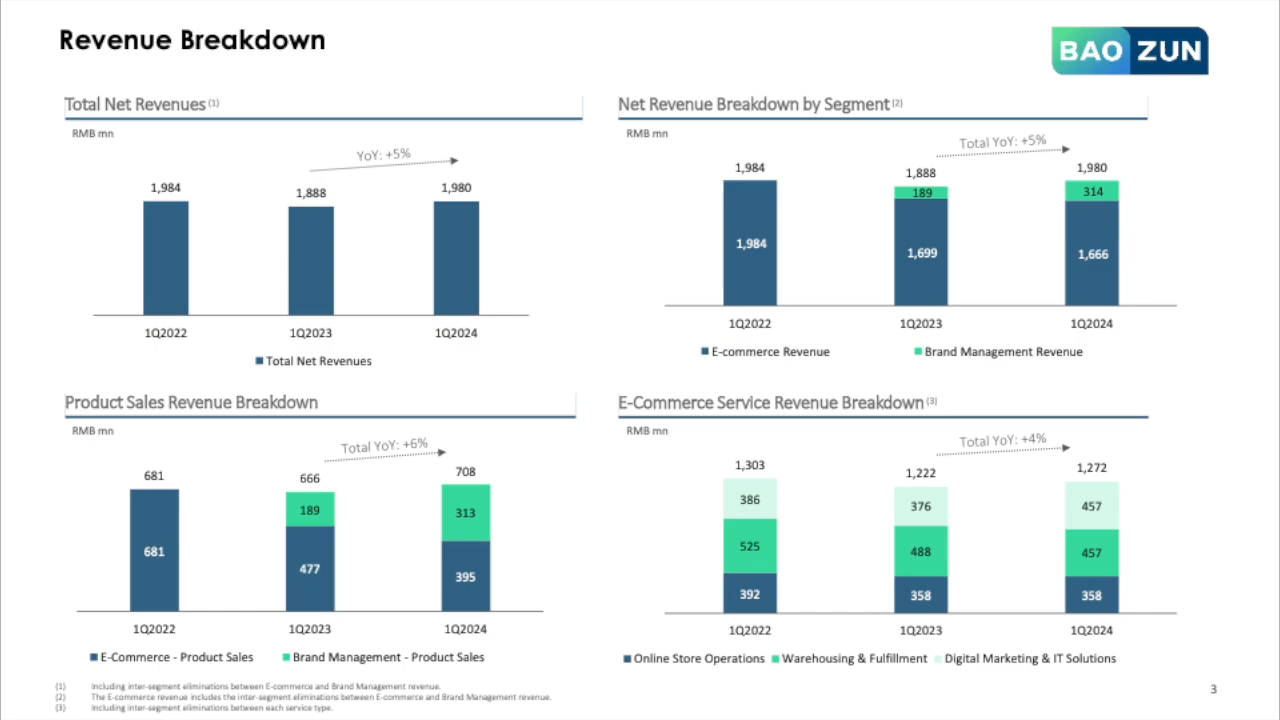 Revenue Breakdown
BAO ZUN
Total Net Revenues (1)
RMB mn
YoY: +5%
1,984
1,888
1,980
1Q2022
1Q2023
1Q2024
Total Net Revenues
Net Revenue Breakdown by Segment (2)
RMB mn
Total YoY: +5%
1,984
1,888
1,980
189
314
1,984
1,699
1,666
1Q2022
1Q2023
1Q2024
E-commerce Revenue
Brand Management Revenue
Product Sales Revenue Breakdown
RMB mn
Total YoY: +6%
681
666
708
189
313
681
477
395
1Q2022
1Q2023
1Q2024
E-Commerce - Product Sales
Brand Management - Product Sales
E-Commerce Service Revenue Breakdown (3)
RMB mn
Total YoY: +4%
1,303
1,222
1,272
386
376
457
525
488
457
392
358
358
1Q2022
1Q2023
1Q2024
Online Store Operations
Warehousing & Fulfillment
Digital Marketing & IT Solutions
(1) Including inter-segment eliminations between E-commerce and Brand Management revenue.
(2) The E-commerce revenue includes the inter-segment eliminations between E-commerce and Brand Management revenue.
(3) Including inter-segment eliminations between each service type.
3